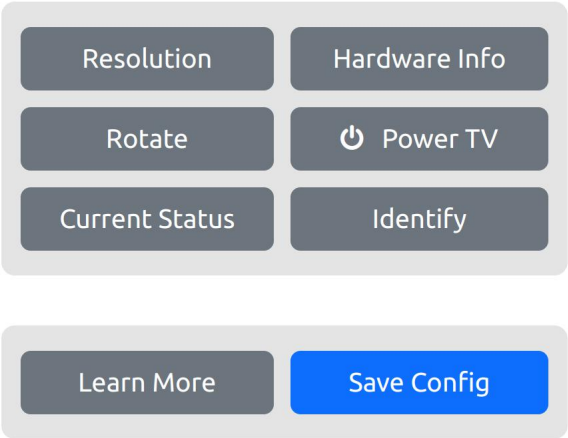 Resolution
Hardware Info
Rotate
Power TV
Current Status
Identify
Learn More
Save Config